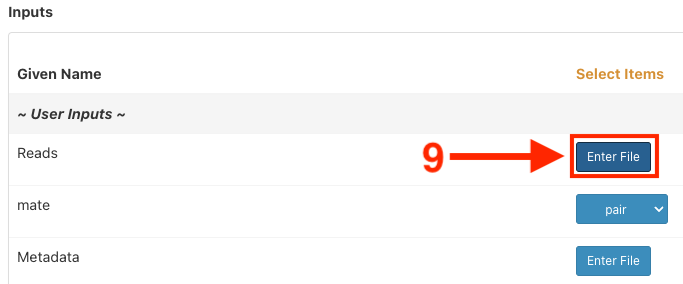 Inputs
Given Name Select Items
~ User Inputs ~
Reads 9 Enter File
mate pair
Metadata Enter File